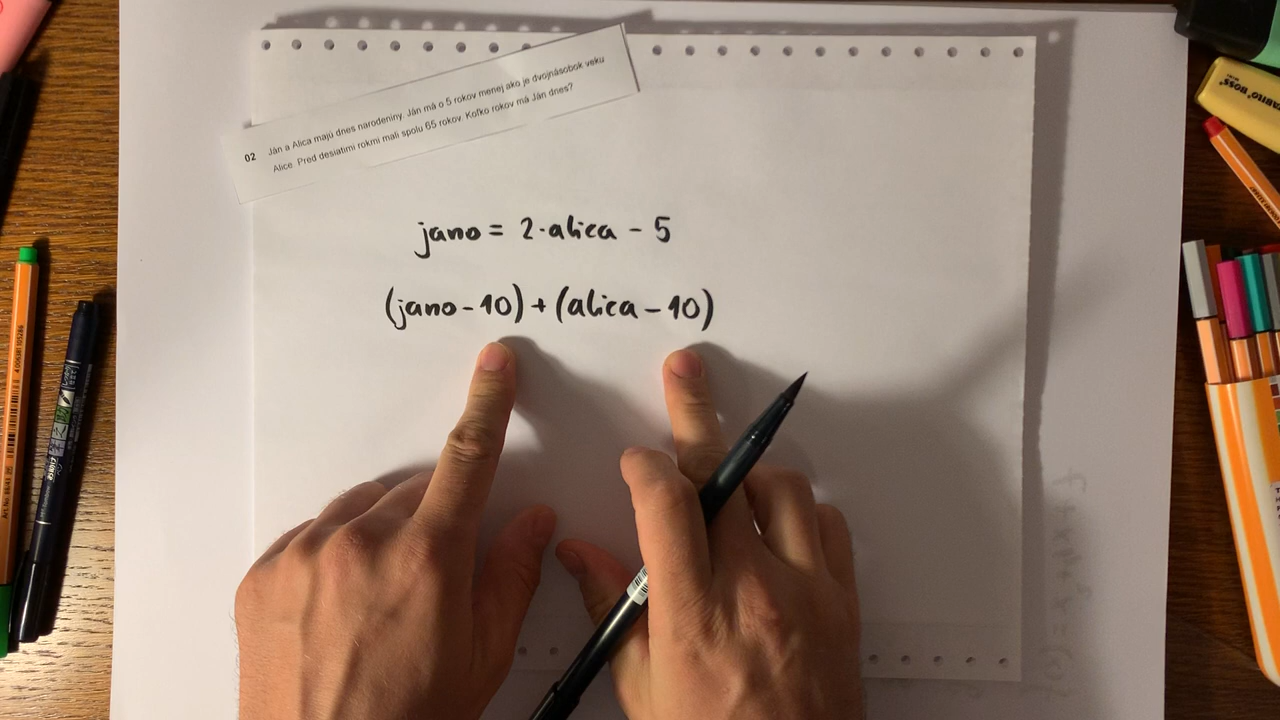 02 Ján a Alica majú dnes narodeniny. Ján má o 5 rokov menej ako je dvojnásobok veku
Alice. Pred desiatimi rokmi mali spolu 65 rokov. Koľko rokov má Ján dnes?
jano = 2·alica - 5
(jano - 10) + (alica - 10)
BOSS